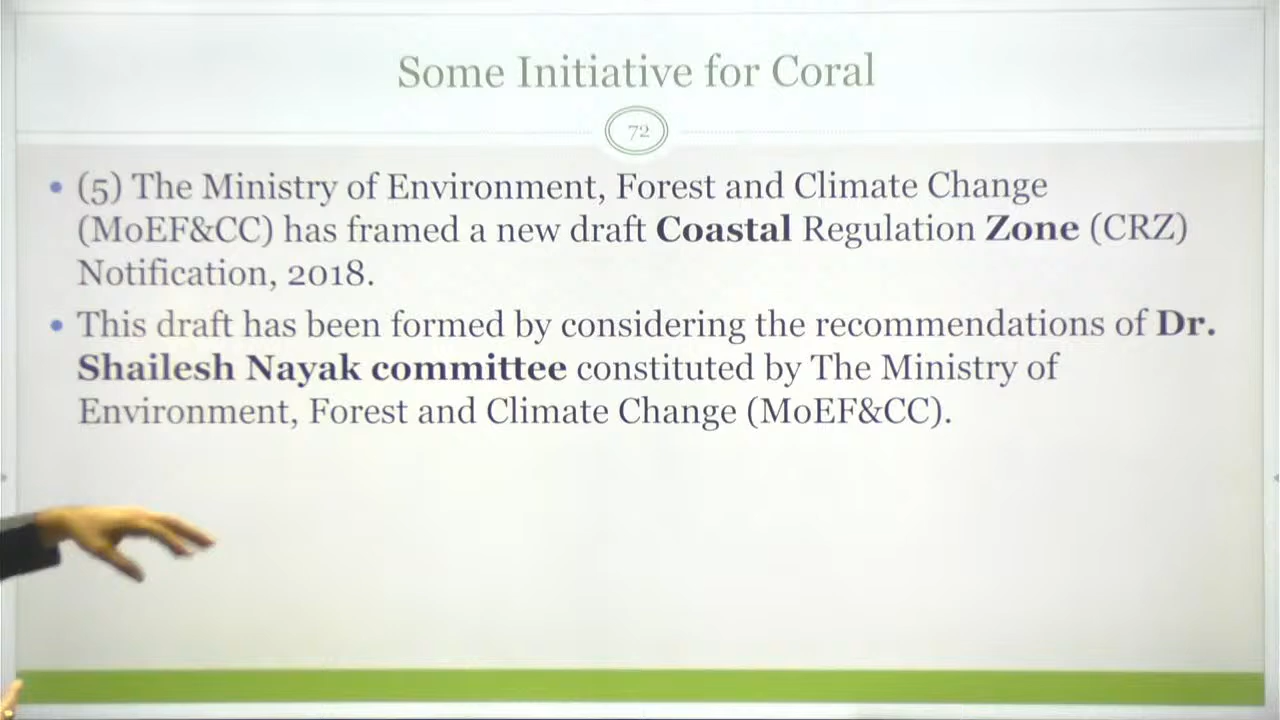 Some Initiative for Coral
72
• (5) The Ministry of Environment, Forest and Climate Change
(MoEF&CC) has framed a new draft Coastal Regulation Zone (CRZ)
Notification, 2018.
• This draft has been formed by considering the recommendations of Dr.
Shailesh Nayak committee constituted by The Ministry of
Environment, Forest and Climate Change (MoEF&CC).